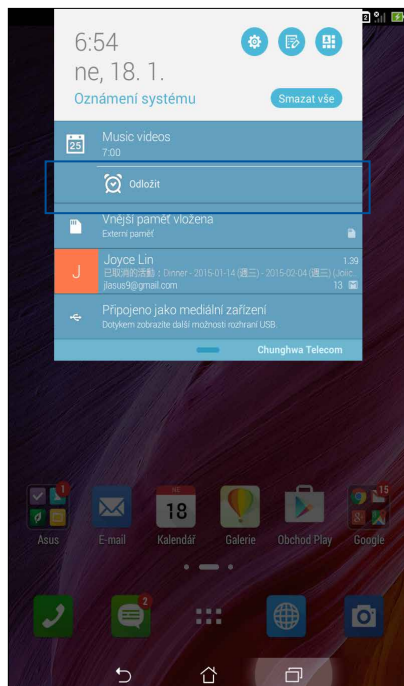 6:54
ne, 18. 1.
Oznámení systému
Smazat vše
25
Music videos
7:00
Odložit
Vnější paměť vložena
Externí paměť
J
Joyce Lin
1.39
已取消的活動：Dinner - 2015-01-14 (週三) - 2015-02-04 (週三) (Jolic...
jlasus9@gmail.com
13
Připojeno jako mediální zařízení
Dotykem zobrazíte další možnosti rozhraní USB.
Chunghwa Telecom
1
18
15
Asus
E-mail
Kalendář
Galerie
Obchod Play
Google
2